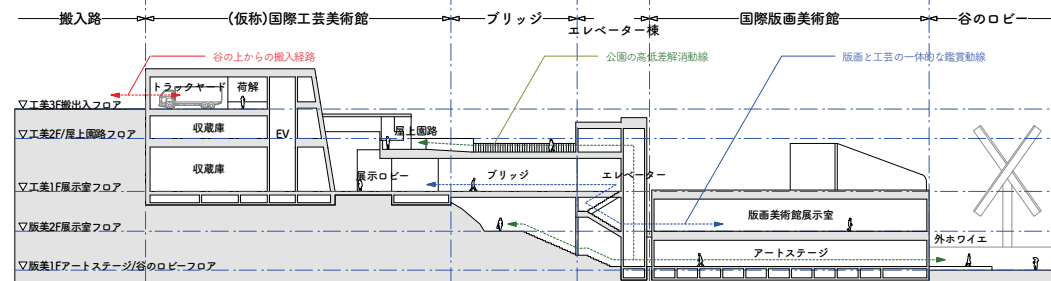 搬入路
(仮称)国際工芸美術館
ブリッジ
エレベーター棟
国際版画美術館
谷のロビー
谷の上からの搬入経路
公園の高低差解消動線
版画と工芸の一体的な鑑賞動線
トラックヤード
荷解
▽工美3F搬出入フロア
収蔵庫
EV
屋上園路
▽工美2F/屋上園路フロア
収蔵庫
展示ロビー
ブリッジ
エレベーター
▽工美1F展示室フロア
版画美術館展示室
▽版美2F展示室フロア
外ホワイエ
アートステージ
▽版美1Fアートステージ/谷のロビーフロア